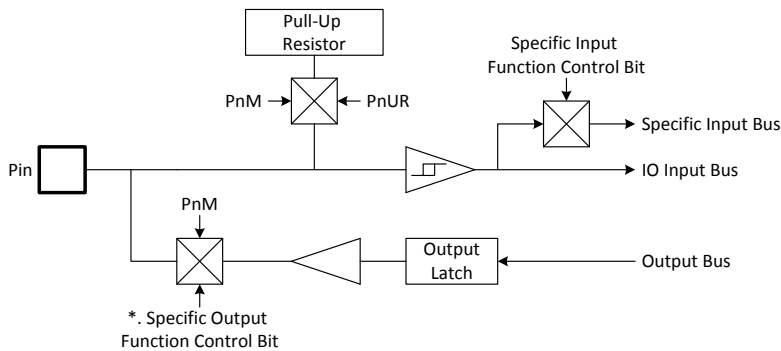 Pull-Up
Resistor
Specific Input
Function Control Bit
PnM
PnUR
Specific Input Bus
Pin
IO Input Bus
PnM
Output
Latch
Output Bus
*. Specific Output
Function Control Bit